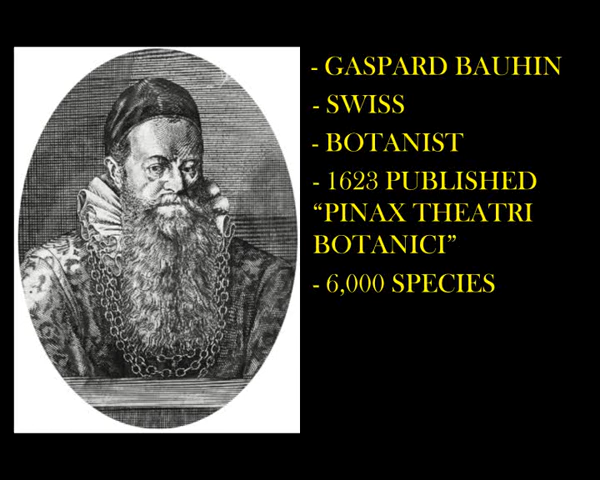 - GASPARD BAUHIN
- SWISS
- BOTANIST
- 1623 PUBLISHED
“PINAX THEATRI
BOTANICI”
- 6,000 SPECIES